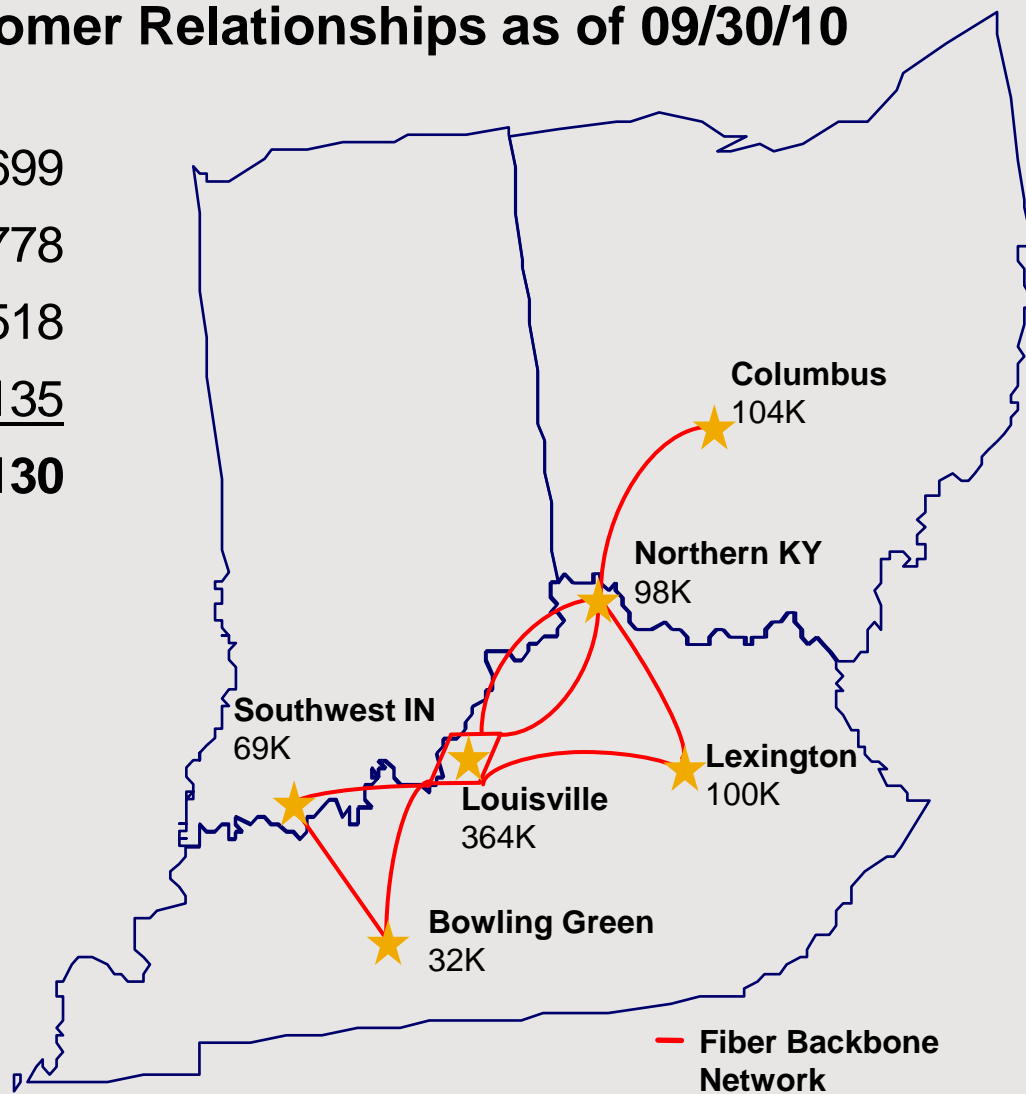 omer Relationships as of 09/30/10
699
778
518
135
130
Columbus
104K
Northern KY
98K
Southwest IN
69K
Lexington
100K
Louisville
364K
Bowling Green
32K
Fiber Backbone
Network